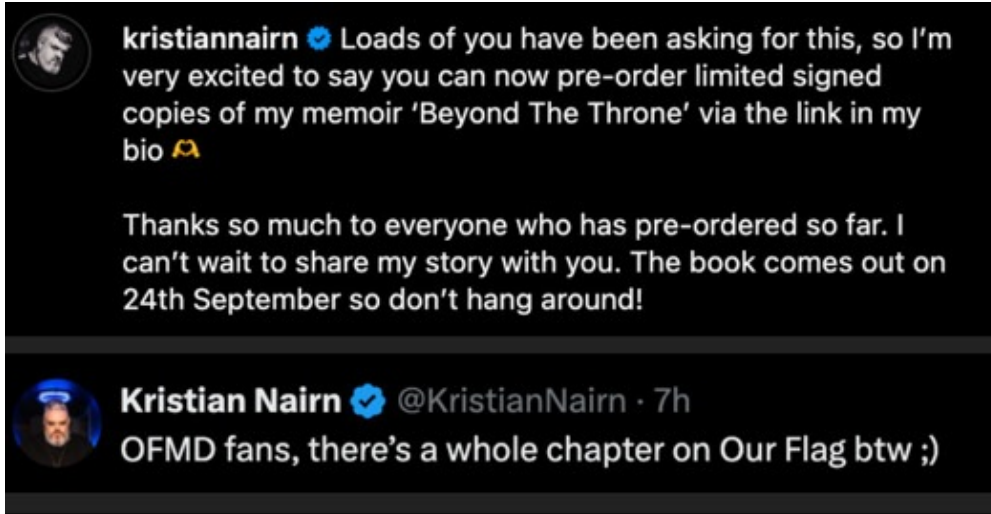 kristiannairn Loads of you have been asking for this, so I’m
very excited to say you can now pre-order limited signed
copies of my memoir ‘Beyond The Throne’ via the link in my
bio 🫶
Thanks so much to everyone who has pre-ordered so far. I
can’t wait to share my story with you. The book comes out on
24th September so don’t hang around!
Kristian Nairn @KristianNairn · 7h
OFMD fans, there’s a whole chapter on Our Flag btw ;)